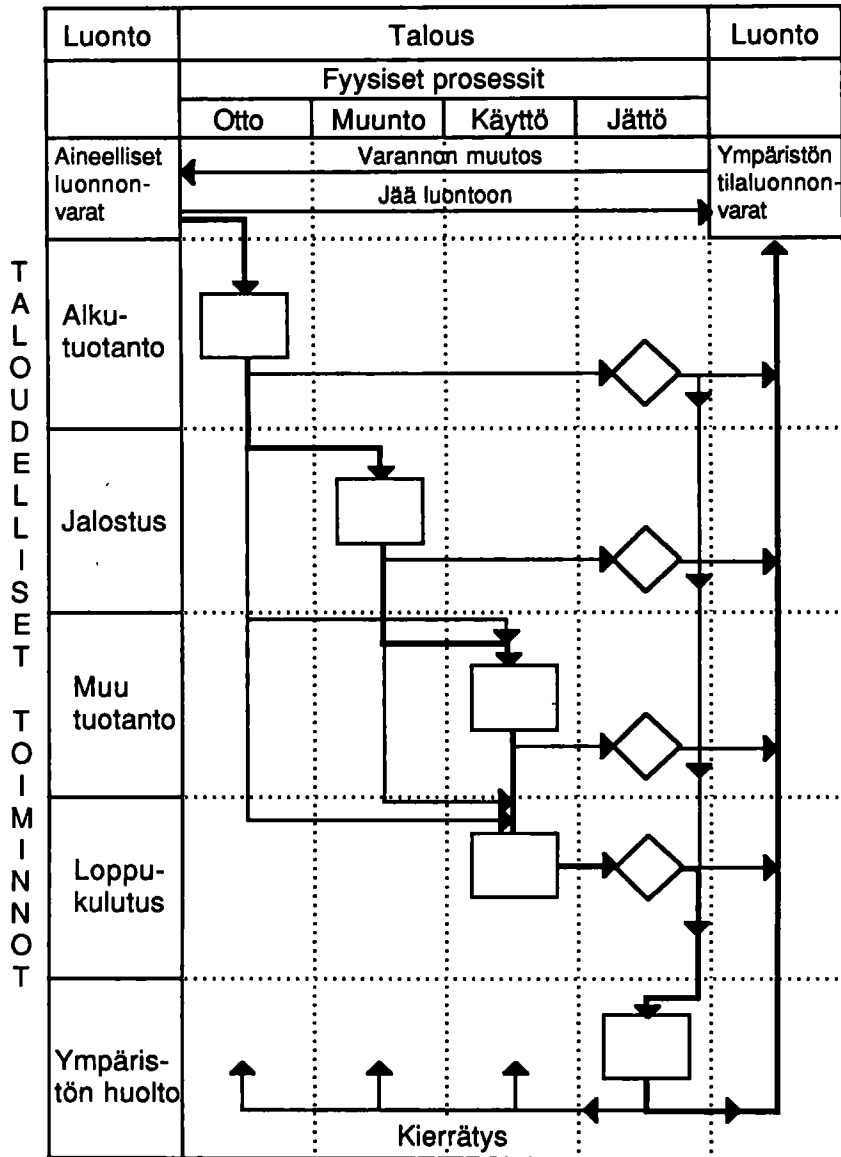 Luonto
Talous
Luonto
Fyysiset prosessit
Otto
Muunto
Käyttö
Jättö
Aineelliset
luonnon-
varat
Varannon muutos
Jää luontoon
Ympäristön
tilaluonnon-
varat
TALOUDELLISET TOIMINNOT
Alku-
tuotanto
Jalostus
Muu
tuotanto
Loppu-
kulutus
Ympäris-
tön huolto
Kierrätys